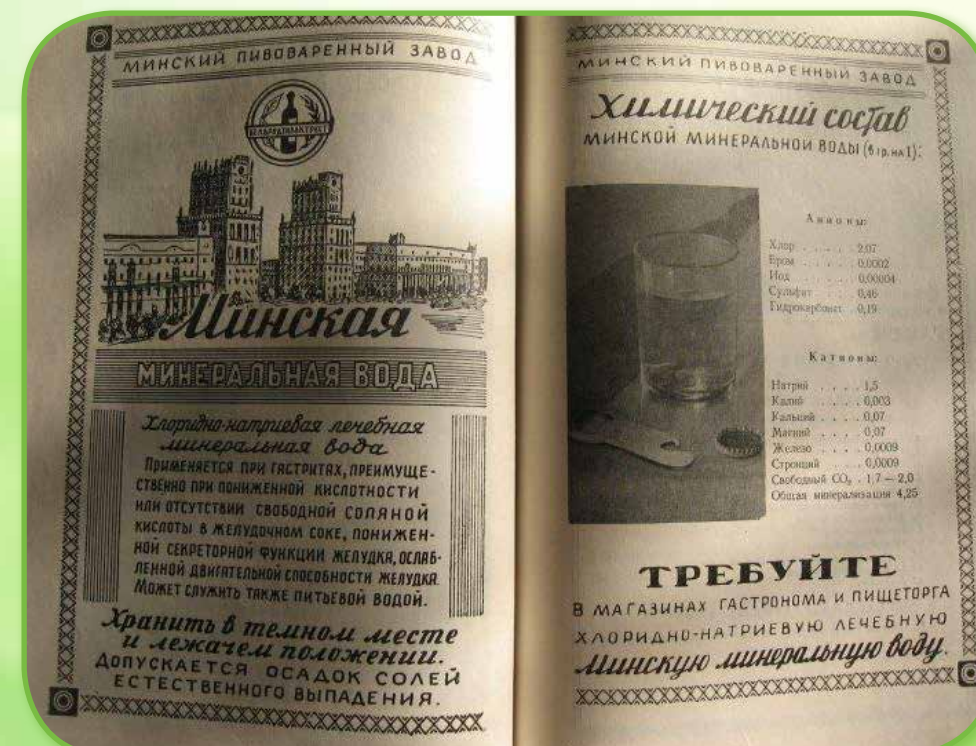 МИНСКИЙ ПИВОВАРЕННЫЙ ЗАВОД
Минская
МИНЕРАЛЬНАЯ ВОДА
Хлоридно-натриевая лечебная
минеральная вода
ПРИМЕНЯЕТСЯ ПРИ ГАСТРИТАХ, ПРЕИМУЩЕ-
СТВЕННО ПРИ ПОНИЖЕННОЙ КИСЛОТНОСТИ
ИЛИ ОТСУТСТВИИ СВОБОДНОЙ СОЛЯНОЙ
КИСЛОТЫ В ЖЕЛУДОЧНОМ СОКЕ, ПОНИЖЕН-
НОЙ СЕКРЕТОРНОЙ ФУНКЦИИ ЖЕЛУДКА, ОСЛАБ-
ЛЕННОЙ ДВИГАТЕЛЬНОЙ СПОСОБНОСТИ ЖЕЛУДКА.
МОЖЕТ СЛУЖИТЬ ТАКЖЕ ПИТЬЕВОЙ ВОДОЙ.
Хранить в темном месте
и лежачем положении.
ДОПУСКАЕТСЯ ОСАДОК СОЛЕЙ
ЕСТЕСТВЕННОГО ВЫПАДЕНИЯ.
МИНСКИЙ ПИВОВАРЕННЫЙ ЗАВОД
Химический состав
МИНСКОЙ МИНЕРАЛЬНОЙ ВОДЫ (в гр. на 1):
Анионы:
Хлор . . . . . 2,07
Бром . . . . . 0,0002
Иод . . . . . 0,00004
Сульфат . . . 0,46
Гидрокарбонат . 0,19
Катионы:
Натрий . . . . 1,5
Калий . . . . 0,003
Кальций . . . . 0,07
Магний . . . . 0,07
Железо . . . . 0,0009
Стронций . . . 0,0009
Свободный CO₂ . 1,7 — 2,0
Общая минерализация 4,25
ТРЕБУЙТЕ
В МАГАЗИНАХ ГАСТРОНОМА И ПИЩЕТОРГА
ХЛОРИДНО-НАТРИЕВУЮ ЛЕЧЕБНУЮ
Минскую минеральную воду.